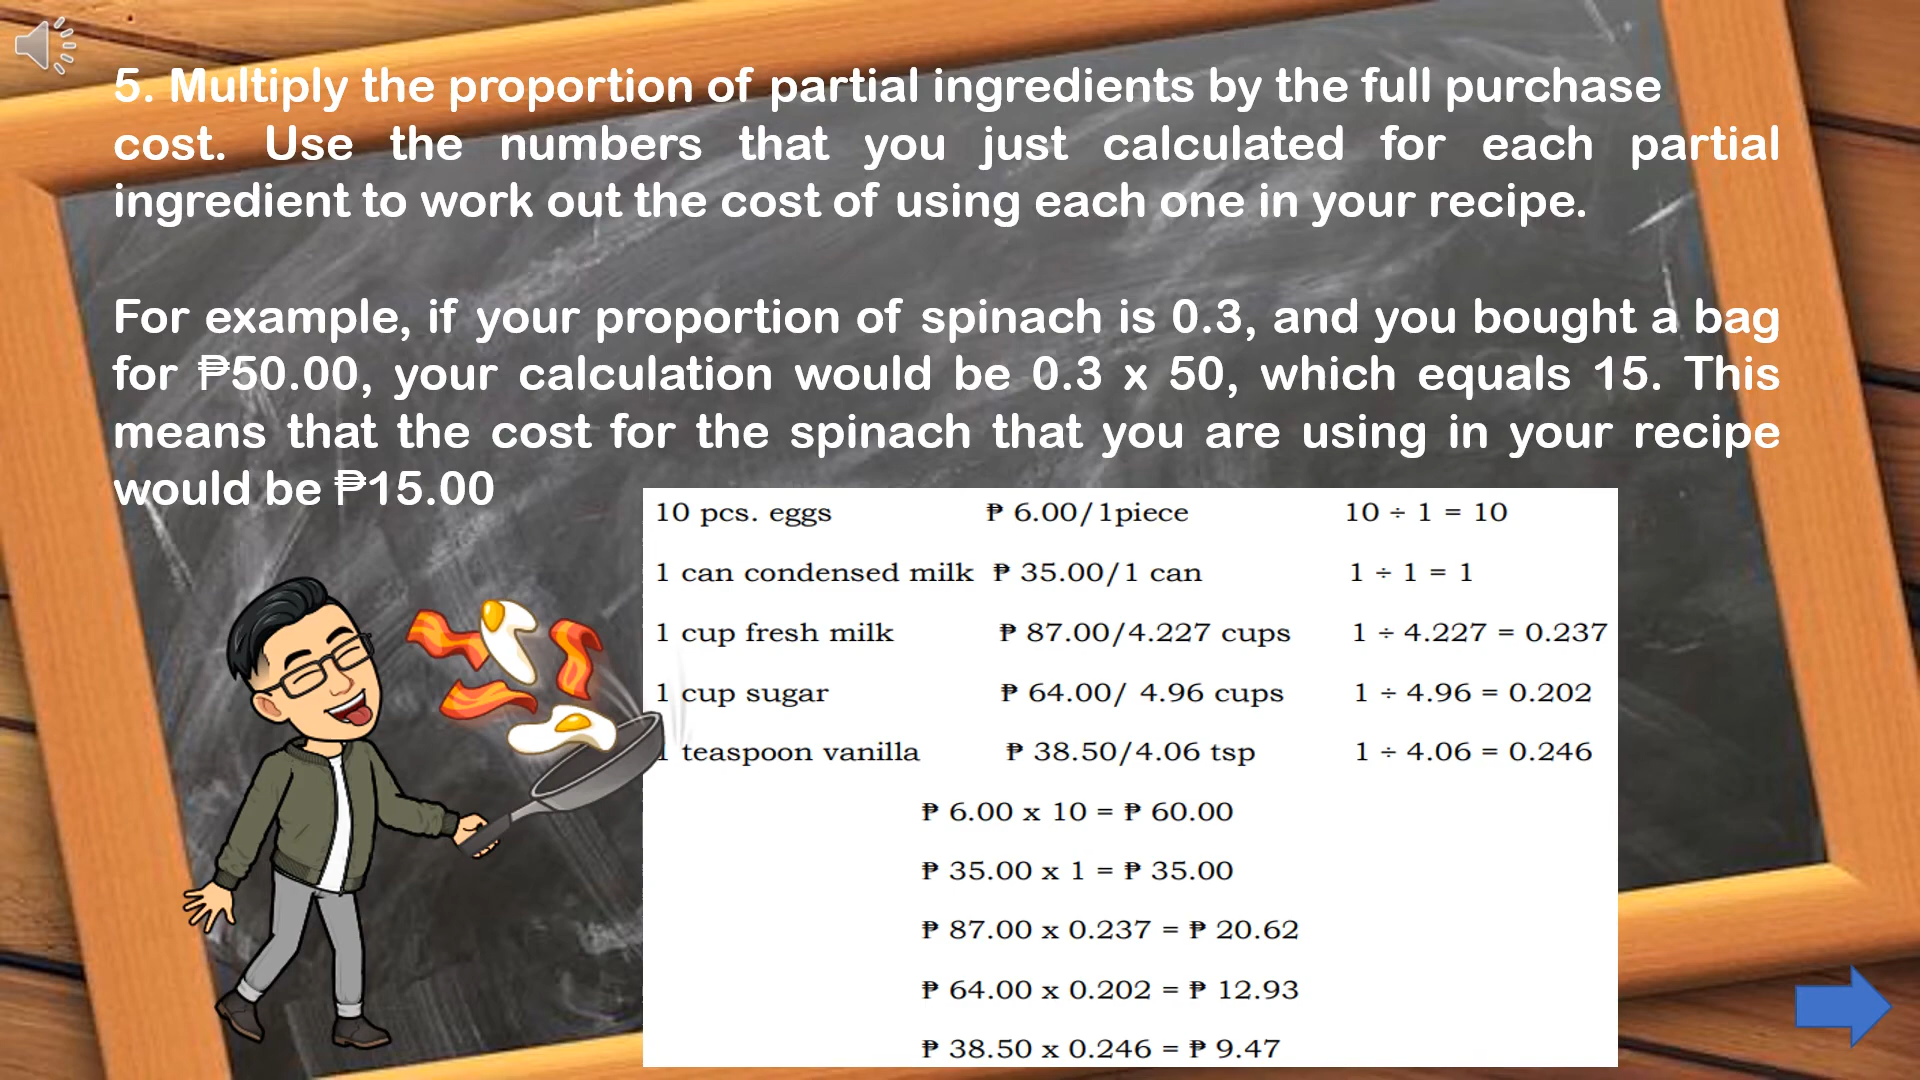 5. Multiply the proportion of partial ingredients by the full purchase
cost. Use the numbers that you just calculated for each partial
ingredient to work out the cost of using each one in your recipe.
For example, if your proportion of spinach is 0.3, and you bought a bag
for ₱50.00, your calculation would be 0.3 x 50, which equals 15. This
means that the cost for the spinach that you are using in your recipe
would be ₱15.00
10 pcs. eggs ₱ 6.00/1piece 10 ÷ 1 = 10
1 can condensed milk ₱ 35.00/1 can 1 ÷ 1 = 1
1 cup fresh milk ₱ 87.00/4.227 cups 1 ÷ 4.227 = 0.237
1 cup sugar ₱ 64.00/ 4.96 cups 1 ÷ 4.96 = 0.202
1 teaspoon vanilla ₱ 38.50/4.06 tsp 1 ÷ 4.06 = 0.246
₱ 6.00 x 10 = ₱ 60.00
₱ 35.00 x 1 = ₱ 35.00
₱ 87.00 x 0.237 = ₱ 20.62
₱ 64.00 x 0.202 = ₱ 12.93
₱ 38.50 x 0.246 = ₱ 9.47